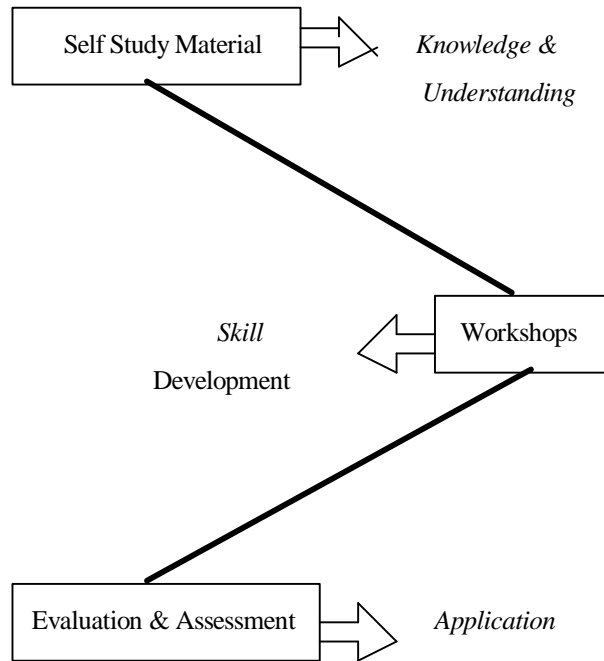 Self Study Material
Knowledge &
Understanding
Workshops
Skill
Development
Evaluation & Assessment
Application